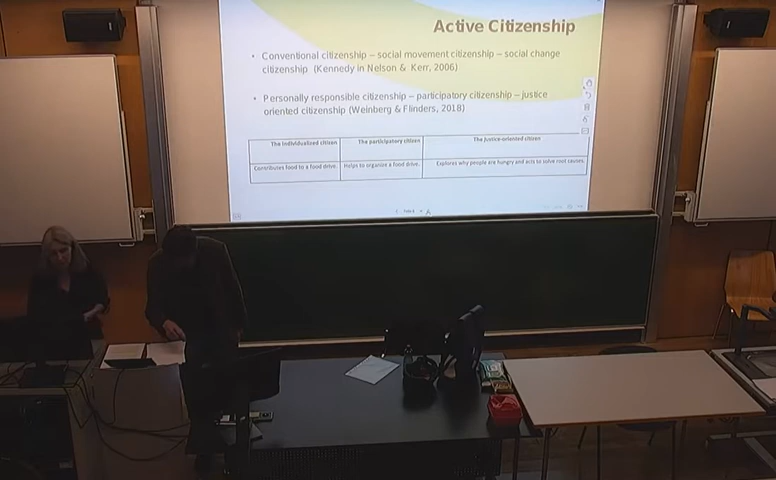 Active Citizenship
• Conventional citizenship – social movement citizenship – social change
citizenship (Kennedy in Nelson & Kerr, 2006)
• Personally responsible citizenship – participatory citizenship – justice
oriented citizenship (Weinberg & Flinders, 2018)
The individualized citizen The participatory citizen The justice-oriented citizen
Contributes food to a food drive. Helps to organize a food drive. Explores why people are hungry and acts to solve root causes.